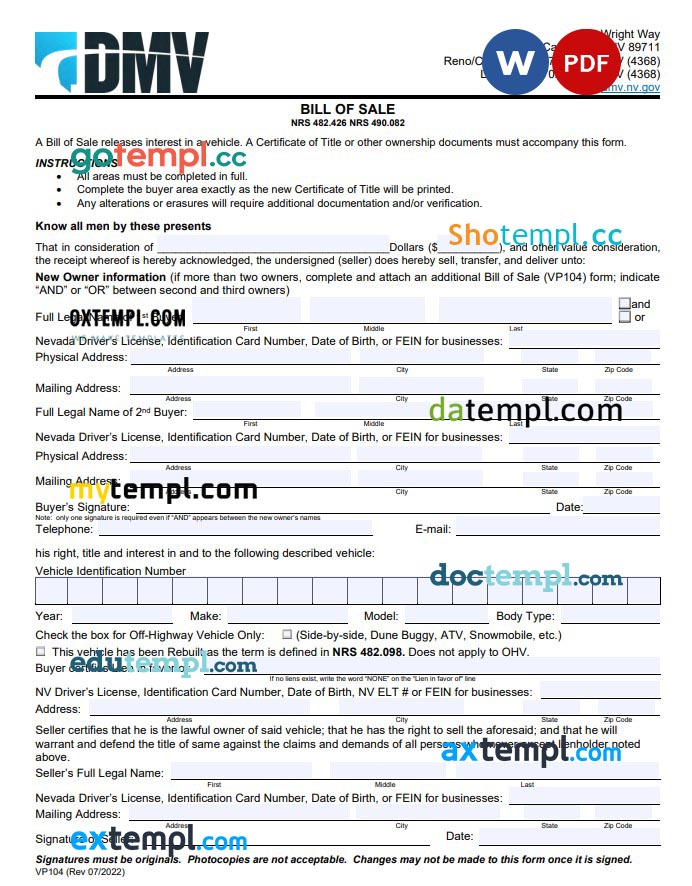 DMV
Wright Way
W
PDF
89711
Reno/
(4368)
(4368)
dmv.nv.gov
BILL OF SALE
NRS 482.426 NRS 490.082
A Bill of Sale releases interest in a vehicle. A Certificate of Title or other ownership documents must accompany this form.
gotempl.cc
INSTRUCTIONS
• All areas must be completed in full.
• Complete the buyer area exactly as the new Certificate of Title will be printed.
• Any alterations or erasures will require additional documentation and/or verification.
Know all men by these presents
Shotempl.cc
That in consideration of Dollars ($ ), and other value consideration,
the receipt whereof is hereby acknowledged, the undersigned (seller) does hereby sell, transfer, and deliver unto:
New Owner information (if more than two owners, complete and attach an additional Bill of Sale (VP104) form; indicate
“AND” or “OR” between second and third owners)
and
Full Legal Name of 1st Buyer: or
OXTEMPL.COM
WE MAKE TEMPLATES
First Middle Last
Nevada Driver’s License, Identification Card Number, Date of Birth, or FEIN for businesses:
Physical Address:
Address City State Zip Code
Mailing Address:
Address City State Zip Code
datempl.com
Full Legal Name of 2nd Buyer:
First Middle Last
Nevada Driver’s License, Identification Card Number, Date of Birth, or FEIN for businesses:
Physical Address:
Address City State Zip Code
Mailing Address:
mytempl.com
Address City State Zip Code
Buyer’s Signature: Date:
Note: only one signature is required even if “AND” appears between the new owner’s names
Telephone: E-mail:
his right, title and interest in and to the following described vehicle:
Vehicle Identification Number
doctempl.com
Year: Make: Model: Body Type:
Check the box for Off-Highway Vehicle Only: (Side-by-side, Dune Buggy, ATV, Snowmobile, etc.)
This vehicle has been Rebuilt as the term is defined in NRS 482.098. Does not apply to OHV.
edutempl.com
Buyer certifies Lien in favor of:
If no liens exist, write the word “NONE” on the “Lien in favor of” line
NV Driver’s License, Identification Card Number, Date of Birth, NV ELT # or FEIN for businesses:
Address:
Address City State Zip Code
Seller certifies that he is the lawful owner of said vehicle; that he has the right to sell the aforesaid; and that he will
warrant and defend the title of same against the claims and demands of all persons whomever except lienholder noted
above.
axtempl.com
Seller’s Full Legal Name:
First Middle Last
Nevada Driver’s License, Identification Card Number, Date of Birth, or FEIN for businesses:
Mailing Address:
Address City State Zip Code
Signature of Seller: Date:
extempl.com
Signatures must be originals. Photocopies are not acceptable. Changes may not be made to this form once it is signed.
VP104 (Rev 07/2022)